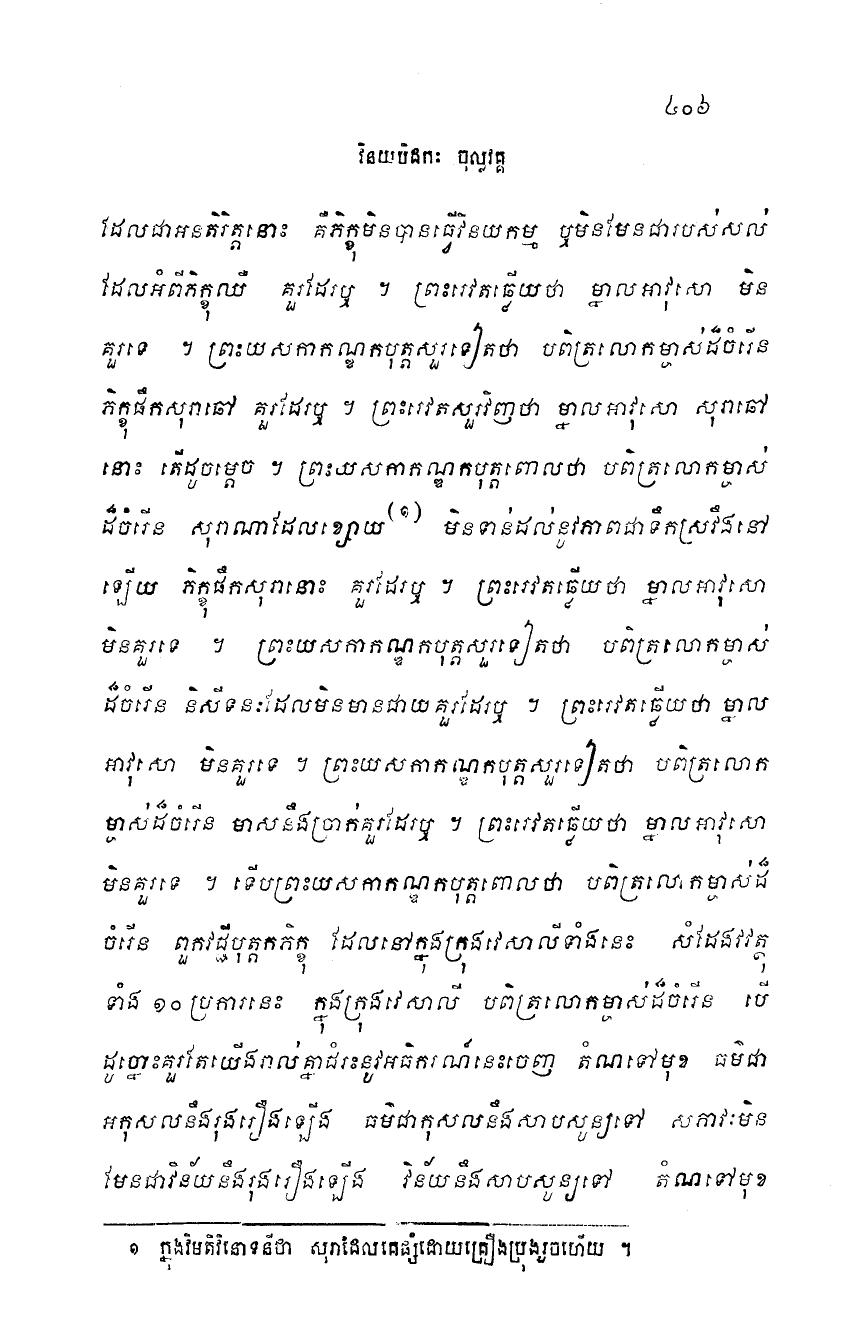 ៤០៦
វិនយបិដកៈ ចុល្លវគ្គ
ដែលជាអនតិរិត្តនោះ គឺភិក្ខុមិនបានធ្វើវិនយកម្ម ឬមិនមែនជារបស់សល់
ដែលអំពីភិក្ខុឈឺ គួរដែរឬ ។ ព្រះរេវតធ្វើយថា ម្នាលអាវុសោ មិន
គួរទេ ។ ព្រះយសកាកណ្ឌកបុត្តសួរទៀតថា បពិត្រលោកម្ចាស់ដ៏ចំរើន
ភិក្ខុផឹកសុរាឆៅ គួរដែរឬ ។ ព្រះរេវតសួរវិញថា ម្នាលអាវុសោ សុរាឆៅ
នោះ តើដូចម្តេច ។ ព្រះយសកាកណ្ឌកបុត្តពោលថា បពិត្រលោកម្ចាស់
ដ៏ចំរើន សុរាណាដែលខ្សោយ(១) មិនទាន់ដល់នូវភាពជាទឹកស្រវឹងនៅ
ឡើយ ភិក្ខុផឹកសុរានោះ គួរដែរឬ ។ ព្រះរេវតធ្វើយថា ម្នាលអាវុសោ
មិនគួរទេ ។ ព្រះយសកាកណ្ឌកបុត្តសួរទៀតថា បពិត្រលោកម្ចាស់
ដ៏ចំរើន និសីទនៈដែលមិនមានជាយគួរដែរឬ ។ ព្រះរេវតធ្វើយថា ម្នាល
អាវុសោ មិនគួរទេ ។ ព្រះយសកាកណ្ឌកបុត្តសួរទៀតថា បពិត្រលោក
ម្ចាស់ដ៏ចំរើន មាសនឹងប្រាក់គួរដែរឬ ។ ព្រះរេវតធ្វើយថា ម្នាលអាវុសោ
មិនគួរទេ ។ ទើបព្រះយសកាកណ្ឌកបុត្តពោលថា បពិត្រលោកម្ចាស់ដ៏
ចំរើន ពួកវជ្ជីបុត្តកភិក្ខុ ដែលនៅក្នុងក្រុងវេសាលីទាំងនេះ សំដែងវវត្ថុ
ទាំង ១០ ប្រការនេះ ក្នុងក្រុងវេសាលី បពិត្រលោកម្ចាស់ដ៏ចំរើន បើ
ដូច្នោះគួរតែយើងរាល់គ្នាជំរះនូវអធិករណ៍នេះចេញ តំណទៅមុខ ធម៌ជា
អកុសលនឹងរុងរឿងឡើង ធម៌ជាកុសលនឹងសាបសូន្យទៅ សភាវៈមិន
មែនជាវិន័យនឹងរុងរឿងឡើង វិន័យនឹងសាបសូន្យទៅ តំណទៅមុខ
១ ក្នុងវិមតិវិនោទនីថា សុរាដែលគេផ្សំដោយគ្រឿងប្រុងរួចហើយ ។